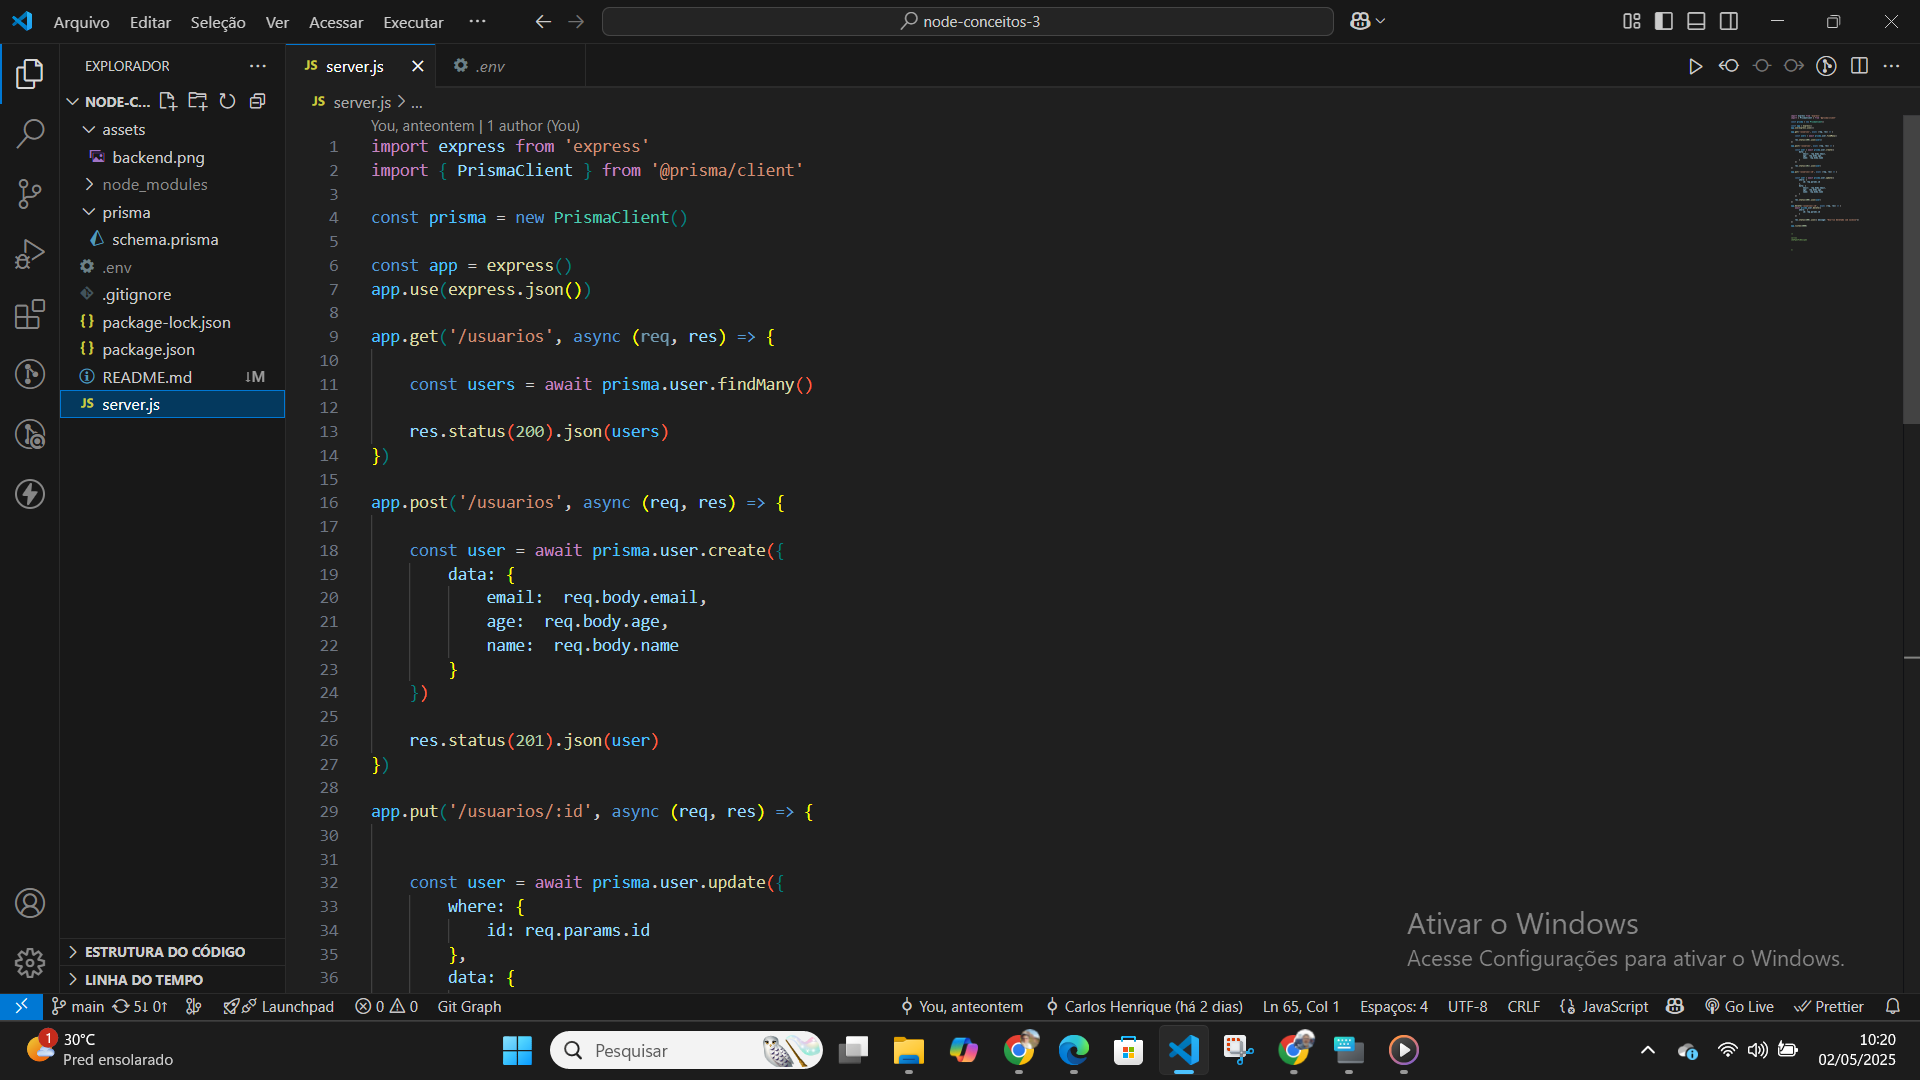 Arquivo Editar Seleção Ver Acessar Executar ···
node-conceitos-3
EXPLORADOR
NODE-C...
assets
backend.png
node_modules
prisma
schema.prisma
.env
.gitignore
package-lock.json
package.json
README.md ↓M
JS server.js
ESTRUTURA DO CÓDIGO
LINHA DO TEMPO
JS server.js
.env
JS server.js > ...
You, anteontem | 1 author (You)
1 import express from 'express'
2 import { PrismaClient } from '@prisma/client'
3
4 const prisma = new PrismaClient()
5
6 const app = express()
7 app.use(express.json())
8
9 app.get('/usuarios', async (req, res) => {
10
11 const users = await prisma.user.findMany()
12
13 res.status(200).json(users)
14 })
15
16 app.post('/usuarios', async (req, res) => {
17
18 const user = await prisma.user.create({
19 data: {
20 email: req.body.email,
21 age: req.body.age,
22 name: req.body.name
23 }
24 })
25
26 res.status(201).json(user)
27 })
28
29 app.put('/usuarios/:id', async (req, res) => {
30
31
32 const user = await prisma.user.update({
33 where: {
34 id: req.params.id
35 },
36 data: {
Ativar o Windows
Acesse Configurações para ativar o Windows.
main 5↓ 0↑ Launchpad 0 0 Git Graph
You, anteontem Carlos Henrique (há 2 dias) Ln 65, Col 1 Espaços: 4 UTF-8 CRLF {} JavaScript Go Live Prettier
1
30°C
Pred ensolarado
Pesquisar
10:20
02/05/2025